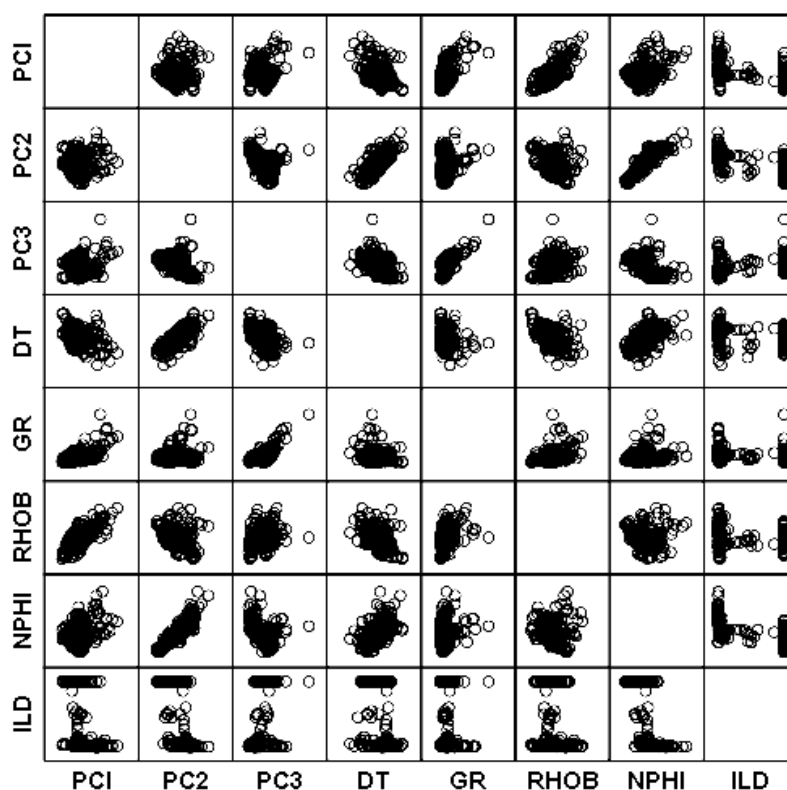 PCI
PC2
PC3
DT
GR
RHOB
NPHI
ILD
PCI PC2 PC3 DT GR RHOB NPHI ILD